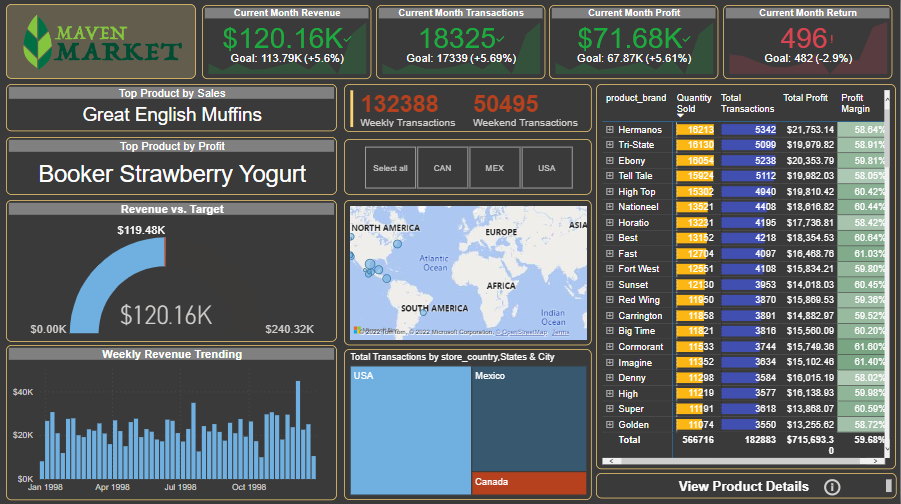 MAVEN
MARKET
Current Month Revenue
$120.16K
Goal: 113.79K (+5.6%)
Current Month Transactions
18325
Goal: 17339 (+5.69%)
Current Month Profit
$71.68K
Goal: 67.87K (+5.61%)
Current Month Return
496!
Goal: 482 (-2.9%)
Top Product by Sales
Great English Muffins
Top Product by Profit
Booker Strawberry Yogurt
132388
Weekly Transactions
50495
Weekend Transactions
Select all
CAN
MEX
USA
Revenue vs. Target
$119.48K
$120.16K
$0.00K
$240.32K
NORTH AMERICA
EUROPE
ASIA
Atlantic
Ocean
AFRICA
SOUTH AMERICA
Indian
Ocean
© 2022 TomTom, © 2022 Microsoft Corporation, © OpenStreetMap Terms
Weekly Revenue Trending
$40K
$20K
$0K
Jan 1998 Apr 1998 Jul 1998 Oct 1998
Total Transactions by store_country,States & City
USA
Mexico
Canada
product_brand Quantity Sold Total Transactions Total Profit Profit Margin
Hermanos 16213 5342 $21,753.14 58.64%
Tri-State 16130 5099 $19,979.82 58.91%
Ebony 16054 5238 $20,353.79 59.81%
Tell Tale 15924 5112 $19,982.03 58.05%
High Top 15302 4940 $19,810.42 60.42%
Nationeel 13521 4408 $18,616.82 60.44%
Horatio 13231 4195 $17,736.81 58.42%
Best 13152 4218 $18,354.53 60.64%
Fast 12704 4097 $16,468.76 61.03%
Fort West 12551 4108 $15,834.21 59.80%
Sunset 12130 3953 $14,018.03 60.45%
Red Wing 11950 3870 $15,869.53 59.36%
Carrington 11858 3891 $14,882.97 59.52%
Big Time 11821 3816 $15,560.09 60.20%
Cormorant 11533 3744 $15,749.36 61.60%
Imagine 11352 3634 $15,102.46 61.40%
Denny 11298 3584 $16,015.19 58.02%
High 11219 3577 $16,138.93 59.98%
Super 11191 3618 $13,868.07 60.59%
Golden 11074 3550 $13,255.62 58.72%
Total 566716 182883 $715,693.3 59.68%
0
View Product Details